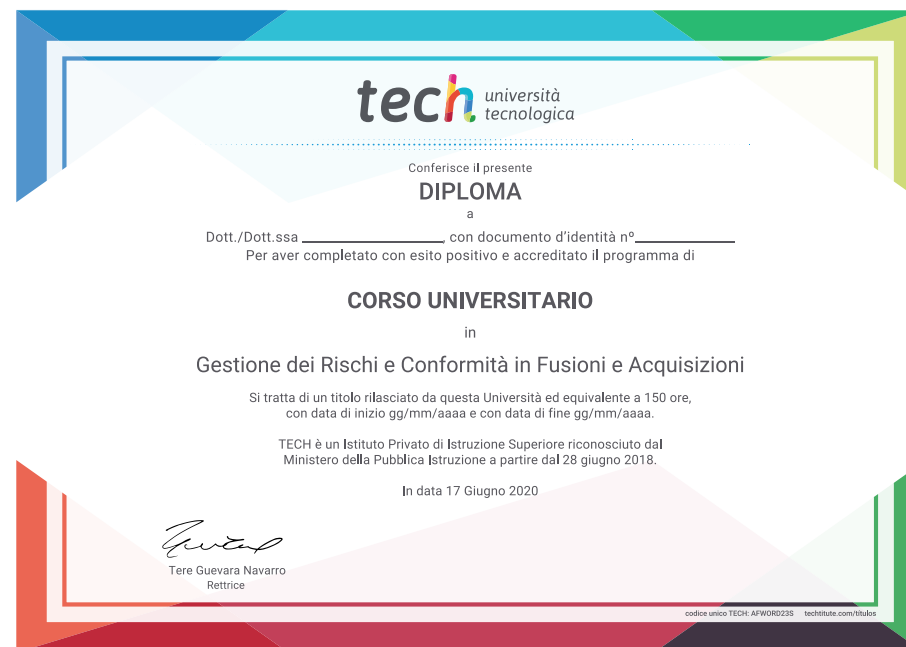 tech università
tecnologica
Conferisce il presente
DIPLOMA
a
Dott./Dott.ssa ____________________, con documento d'identità nº______________
Per aver completato con esito positivo e accreditato il programma di
CORSO UNIVERSITARIO
in
Gestione dei Rischi e Conformità in Fusioni e Acquisizioni
Si tratta di un titolo rilasciato da questa Università ed equivalente a 150 ore,
con data di inizio gg/mm/aaaa e con data di fine gg/mm/aaaa.
TECH è un Istituto Privato di Istruzione Superiore riconosciuto dal
Ministero della Pubblica Istruzione a partire dal 28 giugno 2018.
In data 17 Giugno 2020
Tere Guevara Navarro
Rettrice
codice unico TECH: AFWORD23S techtitute.com/títulos